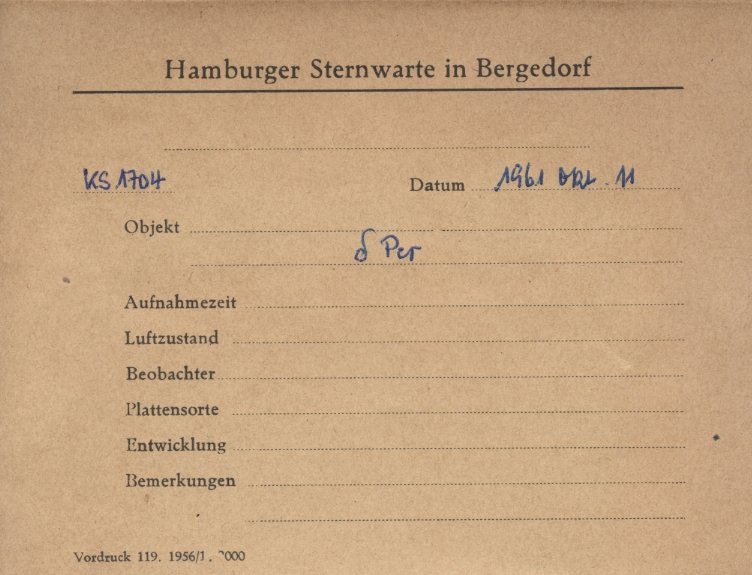 Hamburger Sternwarte in Bergedorf
KS 1704 Datum 1961 Okt. 11
Objekt
δ Per
Aufnahmezeit
Luftzustand
Beobachter
Plattensorte
Entwicklung
Bemerkungen
Vordruck 119. 1956/1. 000